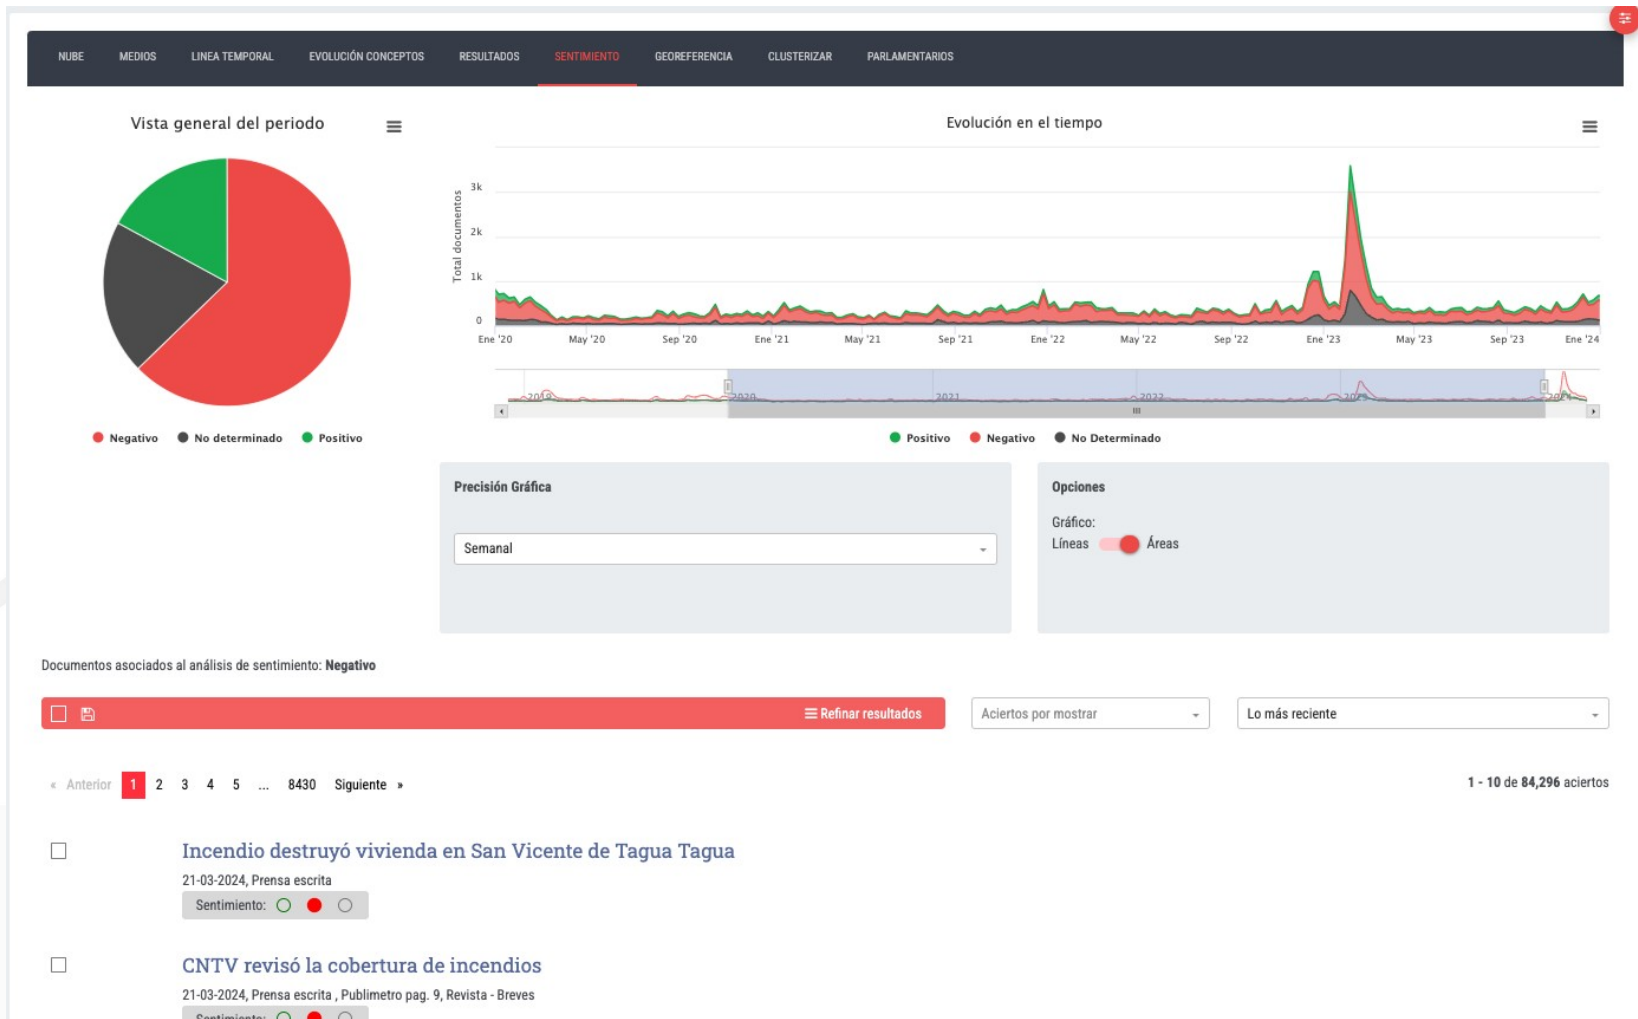 NUBE MEDIOS LINEA TEMPORAL EVOLUCIÓN CONCEPTOS RESULTADOS SENTIMIENTO GEOREFERENCIA CLUSTERIZAR PARLAMENTARIOS
Vista general del periodo
Negativo No determinado Positivo
Evolución en el tiempo
Total documentos
3k
2k
1k
0
Ene '20 May '20 Sep '20 Ene '21 May '21 Sep '21 Ene '22 May '22 Sep '22 Ene '23 May '23 Sep '23 Ene '24
2019 2020 2021 2022
Positivo Negativo No Determinado
Precisión Gráfica
Semanal
Opciones
Gráfico:
Líneas Áreas
Documentos asociados al análisis de sentimiento: Negativo
Refinar resultados Aciertos por mostrar Lo más reciente
« Anterior 1 2 3 4 5 ... 8430 Siguiente » 1 - 10 de 84,296 aciertos
Incendio destruyó vivienda en San Vicente de Tagua Tagua
21-03-2024, Prensa escrita
Sentimiento:
CNTV revisó la cobertura de incendios
21-03-2024, Prensa escrita , Publimetro pag. 9, Revista - Breves
Sentimiento: